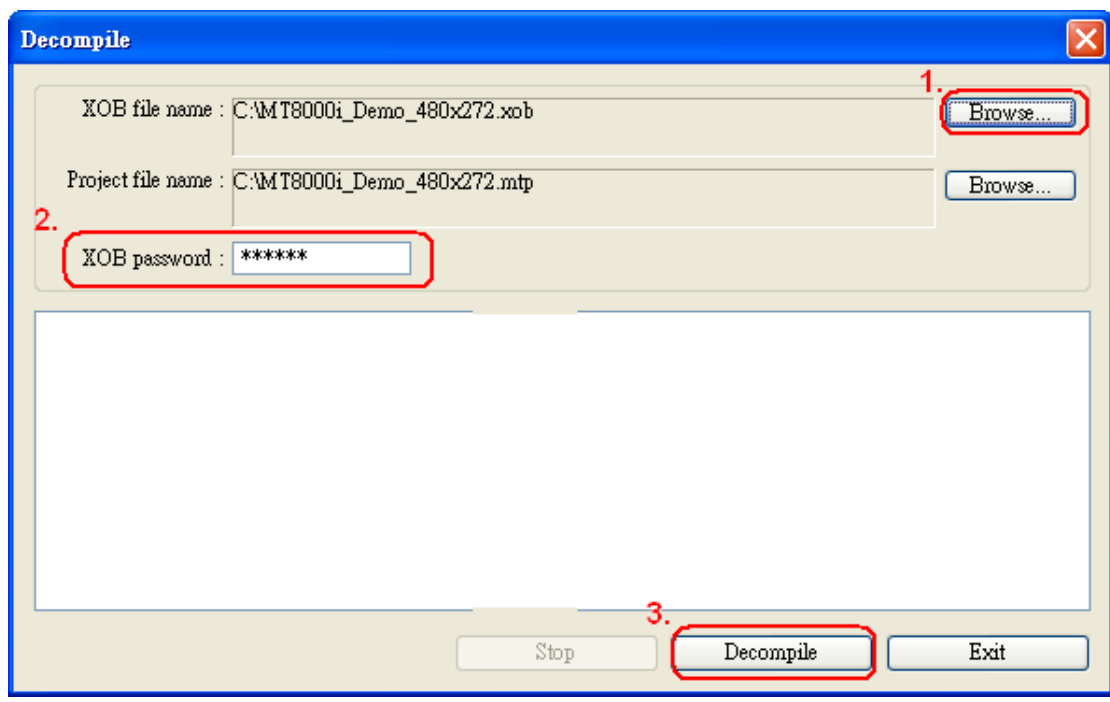 Decompile
1.
XOB file name : C:\MT8000i_Demo_480x272.xob Browse...
Project file name : C:\MT8000i_Demo_480x272.mtp Browse...
2.
XOB password : ******
3.
Stop Decompile Exit